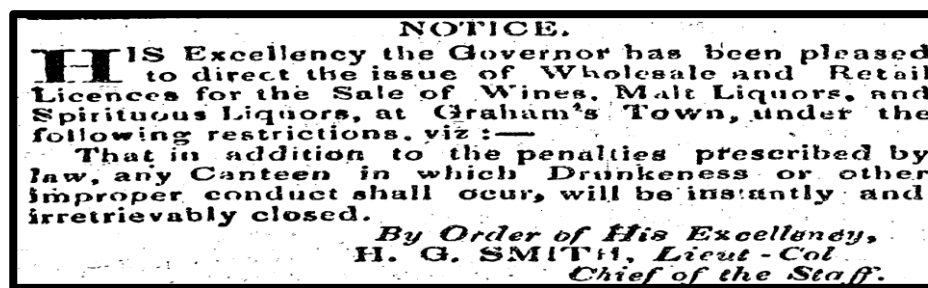 NOTICE.
HIS Excellency the Governor has been pleased
to direct the issue of Wholesale and Retail
Licences for the Sale of Wines, Malt Liquors, and
Spirituous Liquors, at Graham's Town, under the
following restrictions, viz :—
That in addition to the penalties prescribed by
law, any Canteen in which Drunkeness or other
improper conduct shall ocur, will be instantly and
irretrievably closed.
By Order of His Excellency,
H. G. SMITH, Lieut-Col
Chief of the Staff.